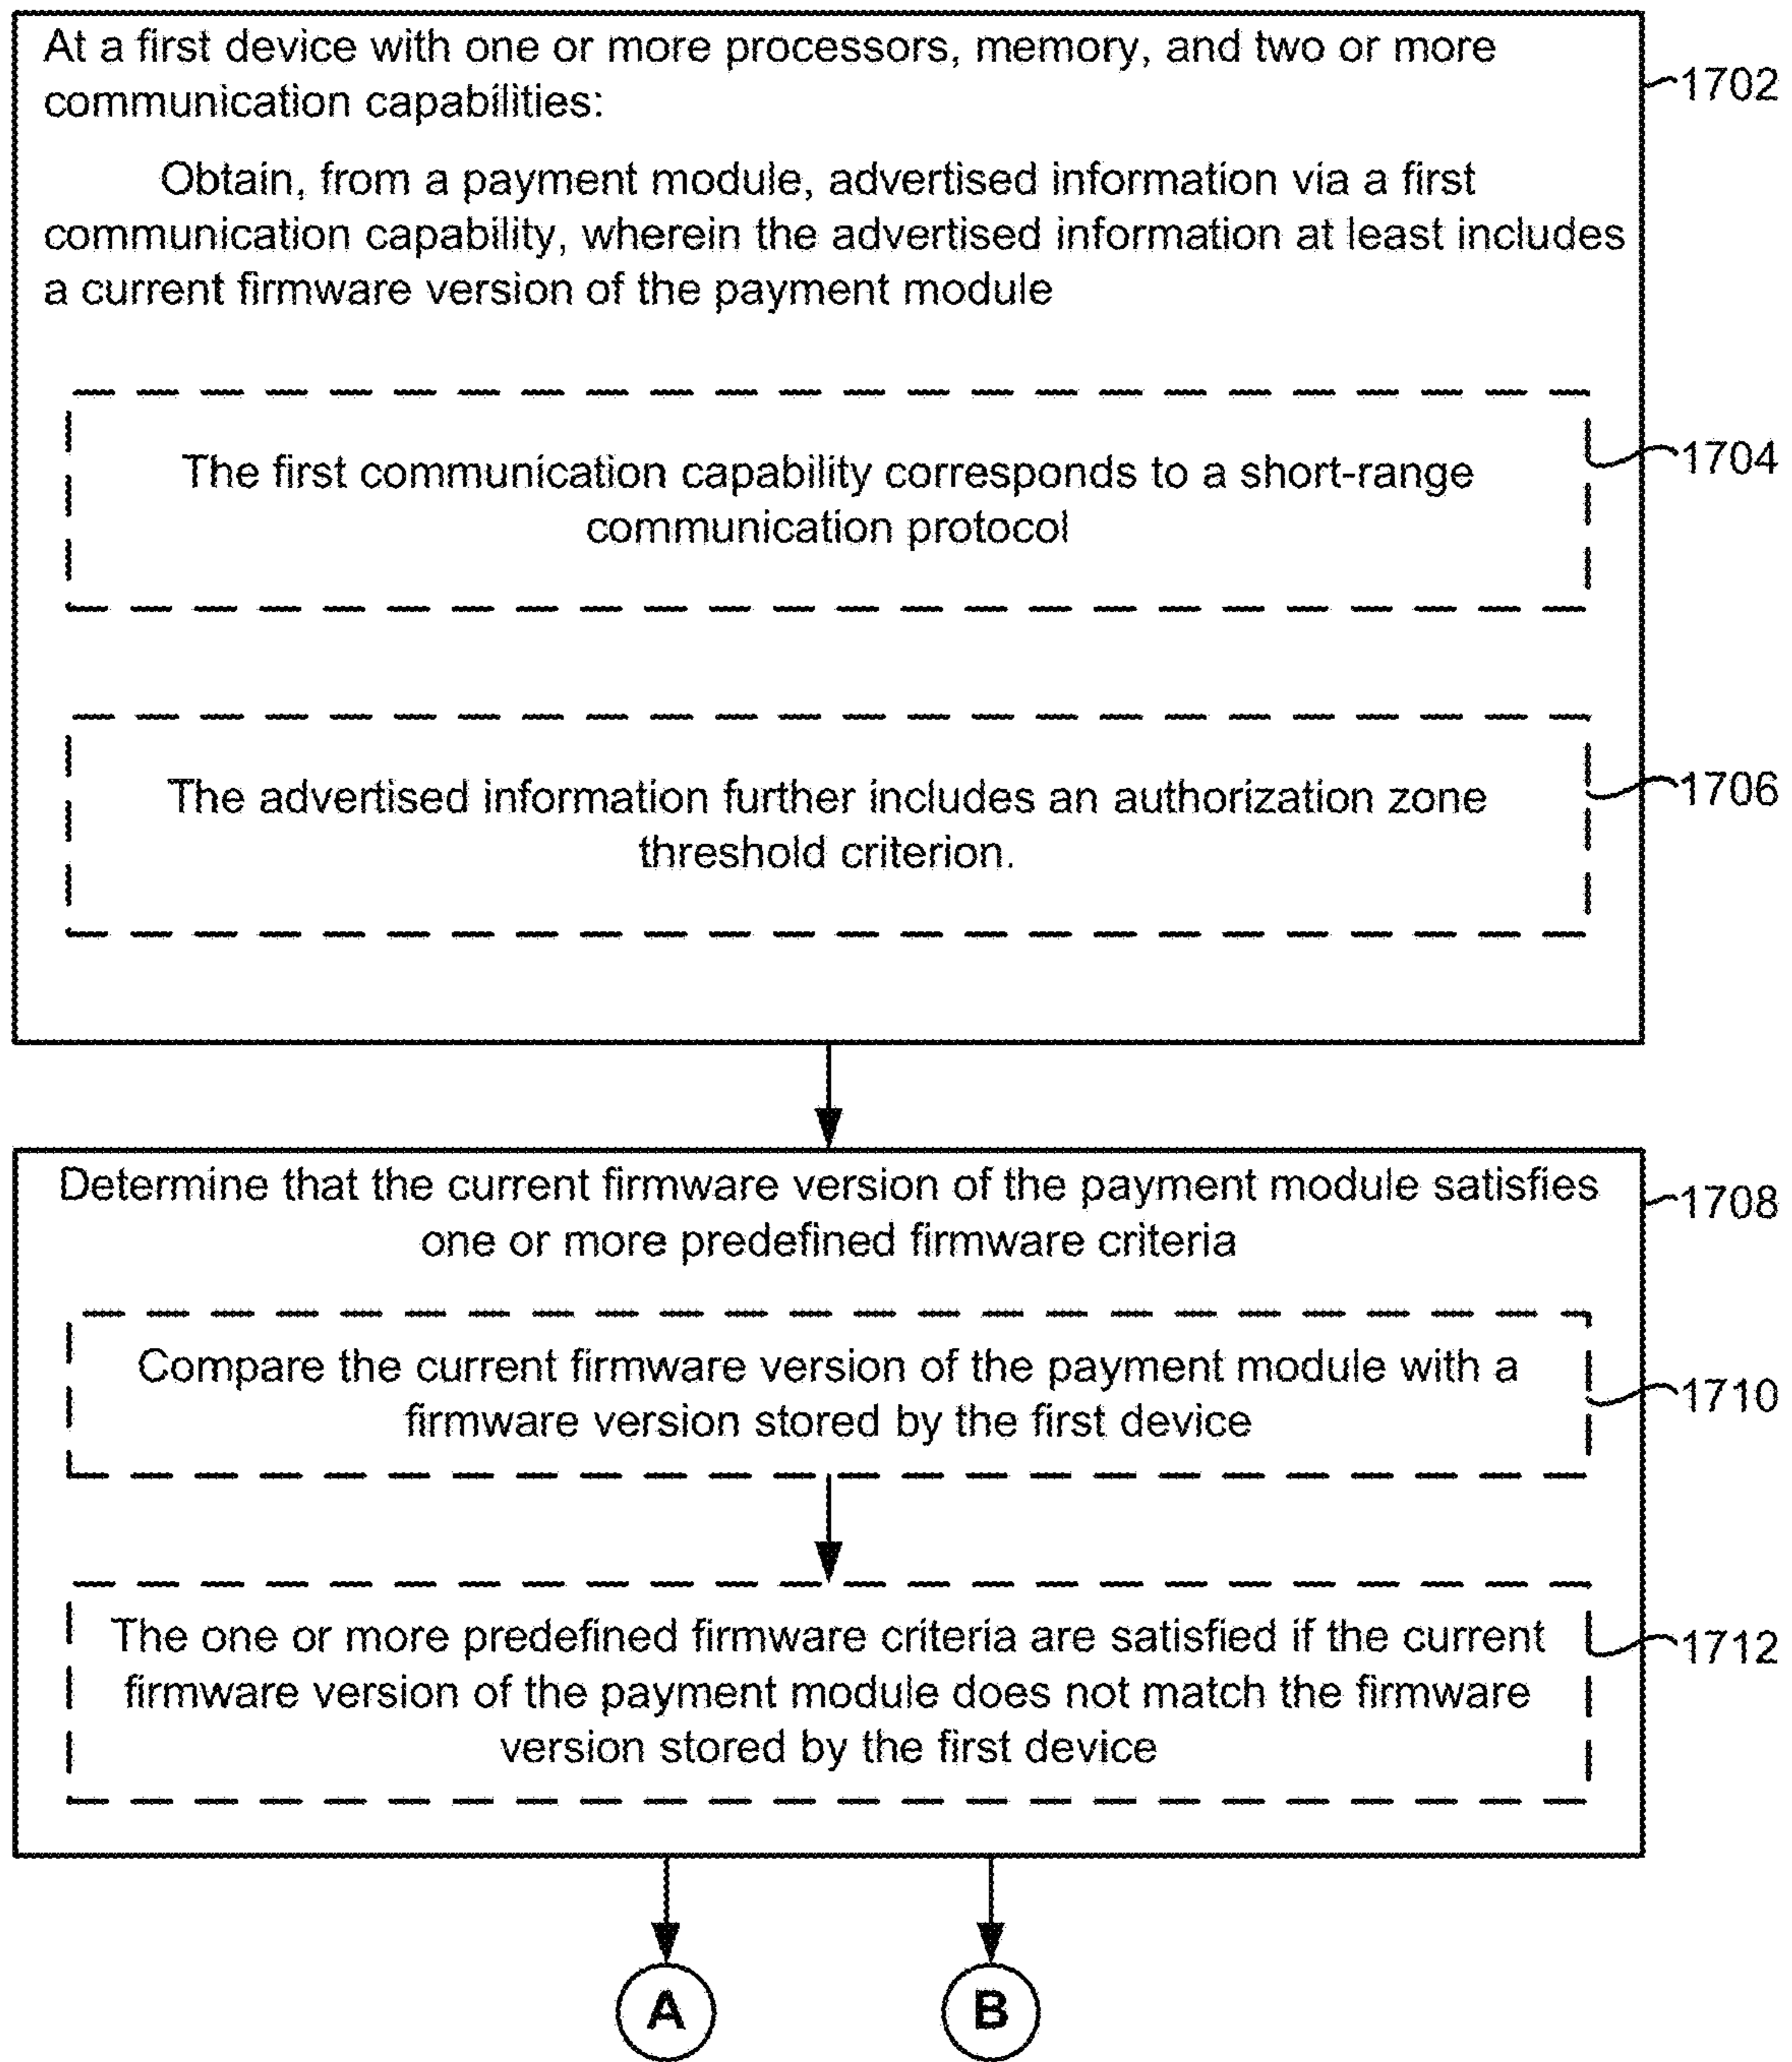 At a first device with one or more processors, memory, and two or more
communication capabilities:
1702
Obtain, from a payment module, advertised information via a first
communication capability, wherein the advertised information at least includes
a current firmware version of the payment module
The first communication capability corresponds to a short-range
communication protocol
1704
The advertised information further includes an authorization zone
threshold criterion.
1706
Determine that the current firmware version of the payment module satisfies
one or more predefined firmware criteria
1708
Compare the current firmware version of the payment module with a
firmware version stored by the first device
1710
The one or more predefined firmware criteria are satisfied if the current
firmware version of the payment module does not match the firmware
version stored by the first device
1712
A
B